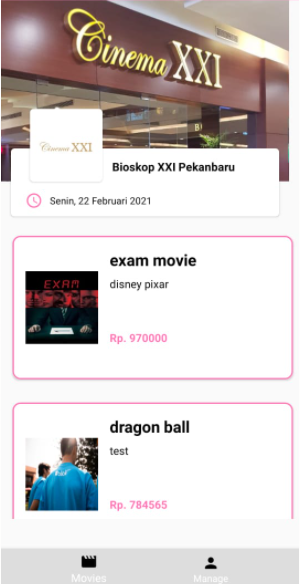 Cinema XXI
Cinema XXI
Bioskop XXI Pekanbaru
Senin, 22 Februari 2021
exam movie
disney pixar
EXAM
Rp. 970000
dragon ball
test
Rp. 784565
Movies
Manage